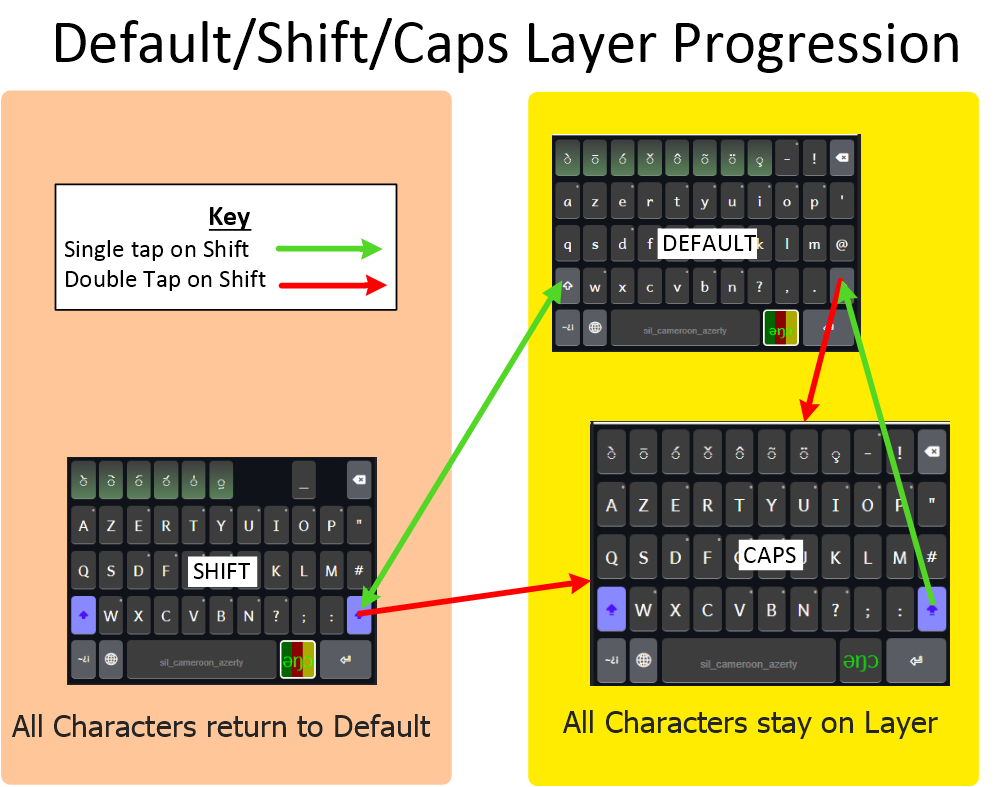 Default/Shift/Caps Layer Progression
Key
Single tap on Shift
Double Tap on Shift
◌̀ ◌̄ ◌́ ◌̌ ◌̂ ◌̃ ◌̈ ◌̧ - !
a z e r t y u i o p '
q s d f DEFAULT k l m @
w x c v b n ? , .
~¿¡ sil_cameroon_azerty əŋɔ
_
A Z E R T Y U I O P "
Q S D F SHIFT K L M #
W X C V B N ? ; :
~¿¡ sil_cameroon_azerty əŋɔ
All Characters return to Default
◌̀ ◌̄ ◌́ ◌̌ ◌̂ ◌̃ ◌̈ ◌̧ - !
A Z E R T Y U I O P "
Q S D F CAPS K L M #
W X C V B N ? ; :
~¿¡ sil_cameroon_azerty əŋɔ
All Characters stay on Layer